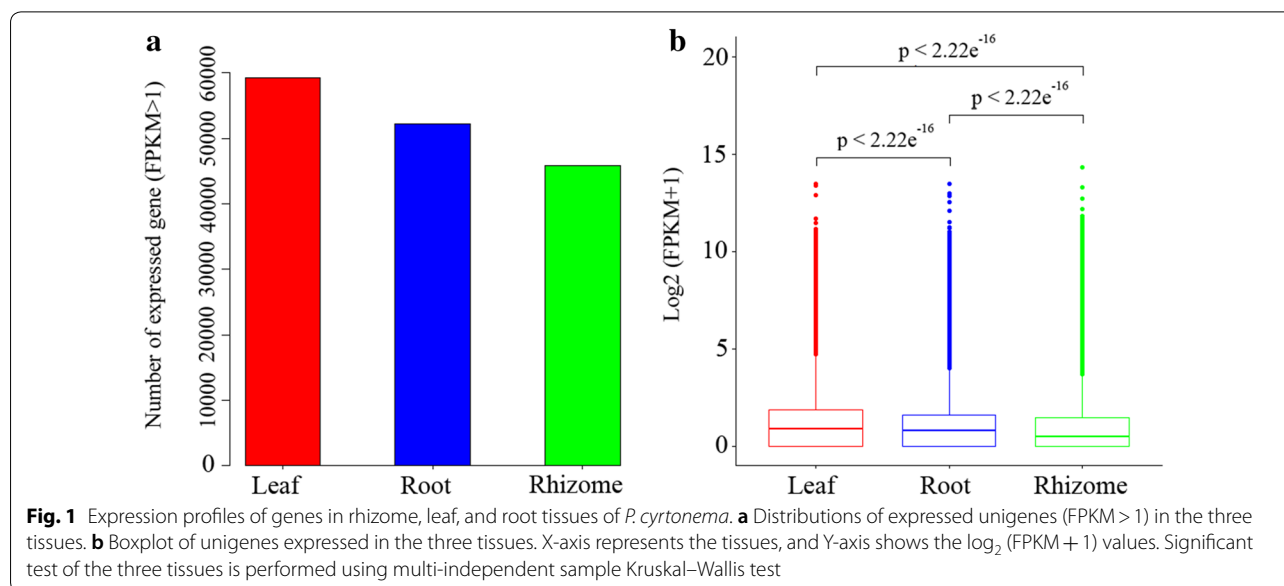 a
Number of expressed gene (FPKM>1)
60000
50000
40000
30000
20000
10000
0
Leaf Root Rhizome
b
Log2 (FPKM+1)
20
15
10
5
0
p < 2.22e-16
p < 2.22e-16
p < 2.22e-16
Leaf Root Rhizome
Fig. 1 Expression profiles of genes in rhizome, leaf, and root tissues of P. cyrtonema. a Distributions of expressed unigenes (FPKM > 1) in the three
tissues. b Boxplot of unigenes expressed in the three tissues. X-axis represents the tissues, and Y-axis shows the log2 (FPKM + 1) values. Significant
test of the three tissues is performed using multi-independent sample Kruskal–Wallis test